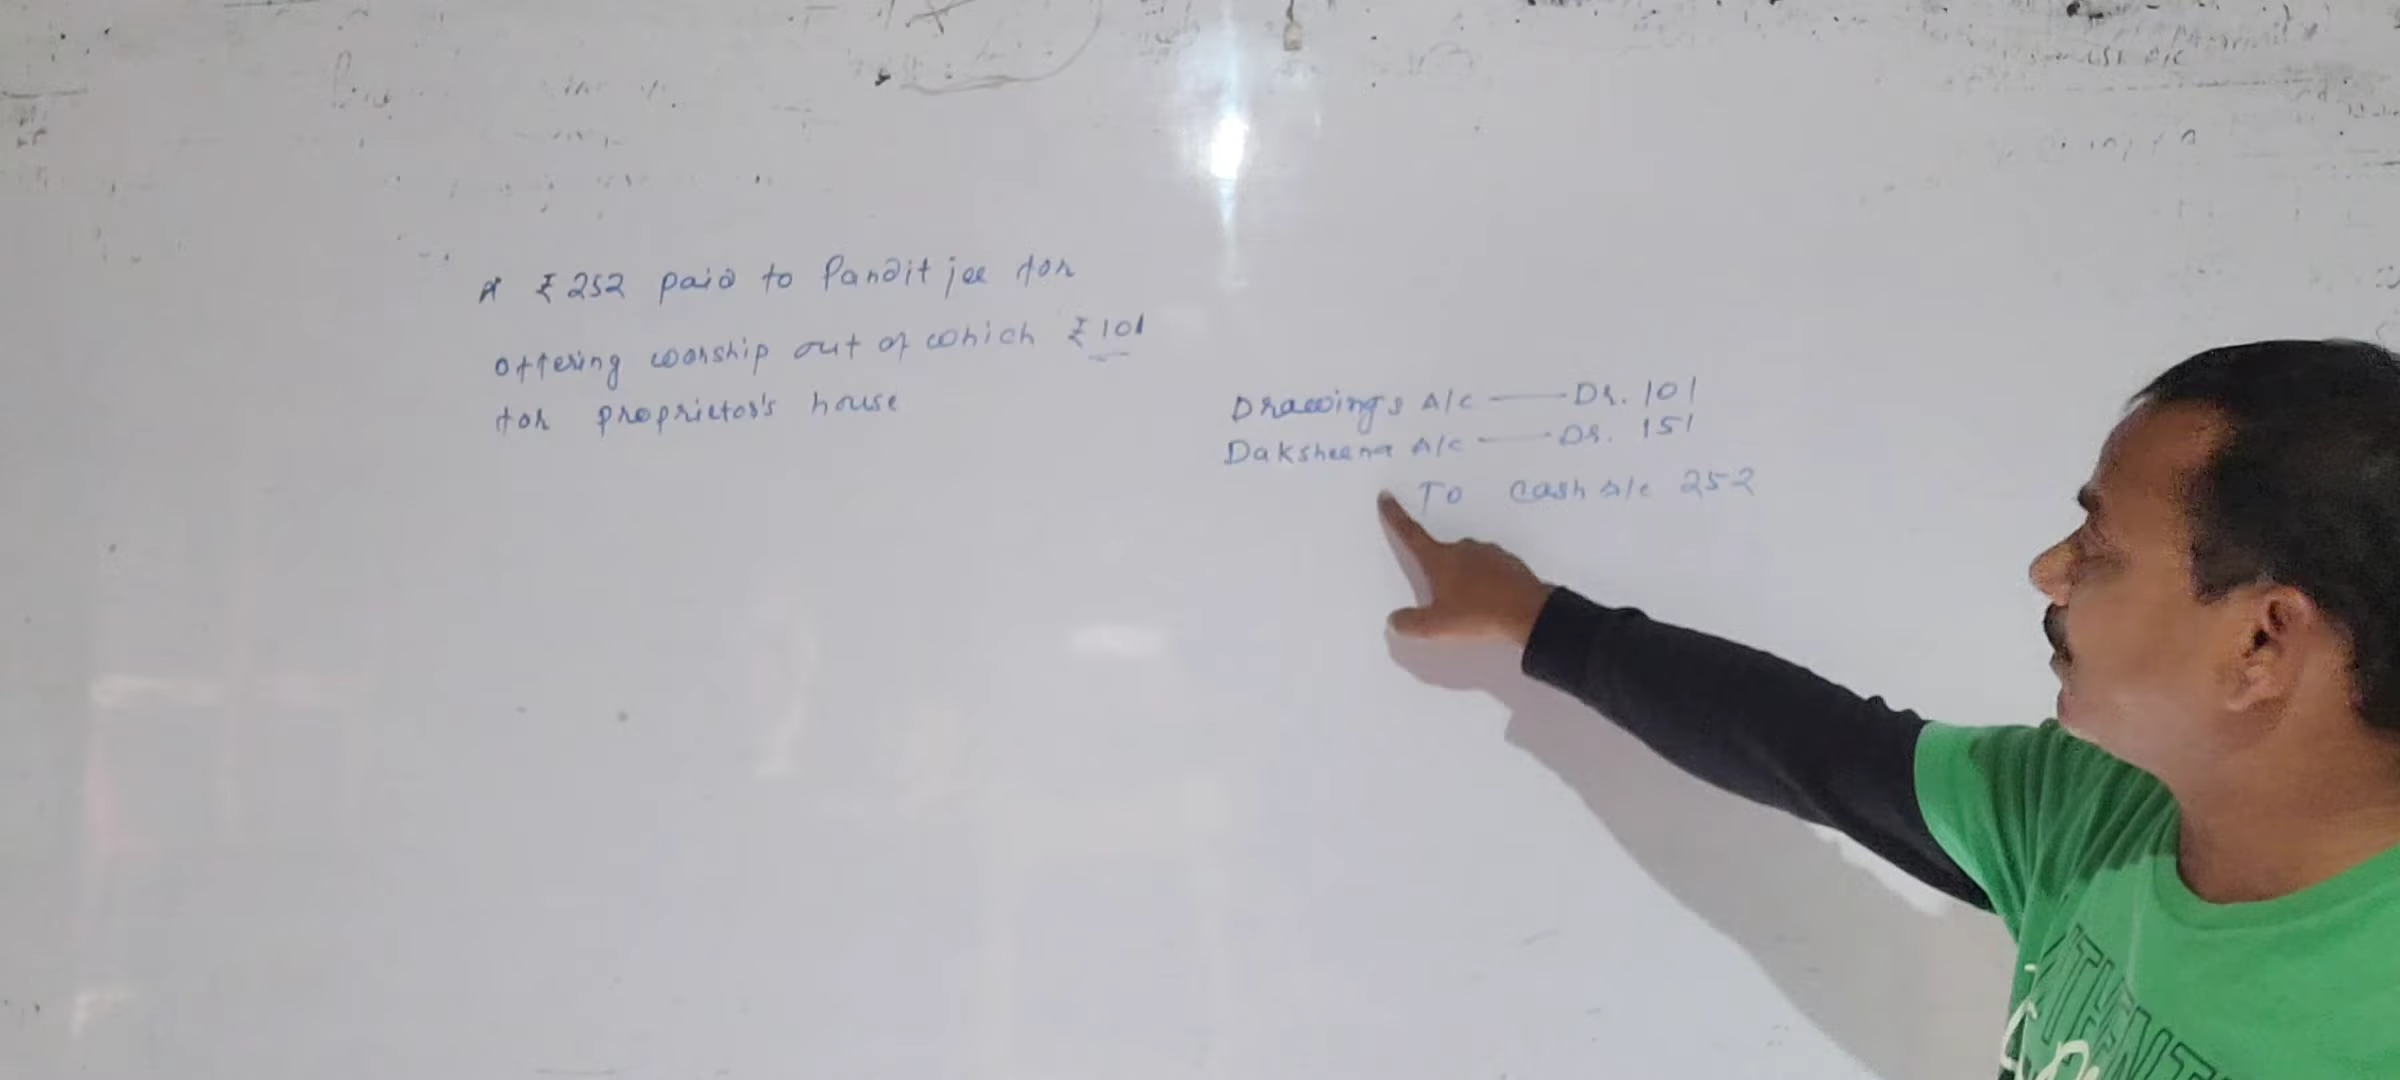 ₹252 paid to Pandit jee for
offering worship out of which ₹101
for proprietor's house
Drawings A/c — Dr. 101
Daksheena A/c — Dr. 151
To Cash A/c 252